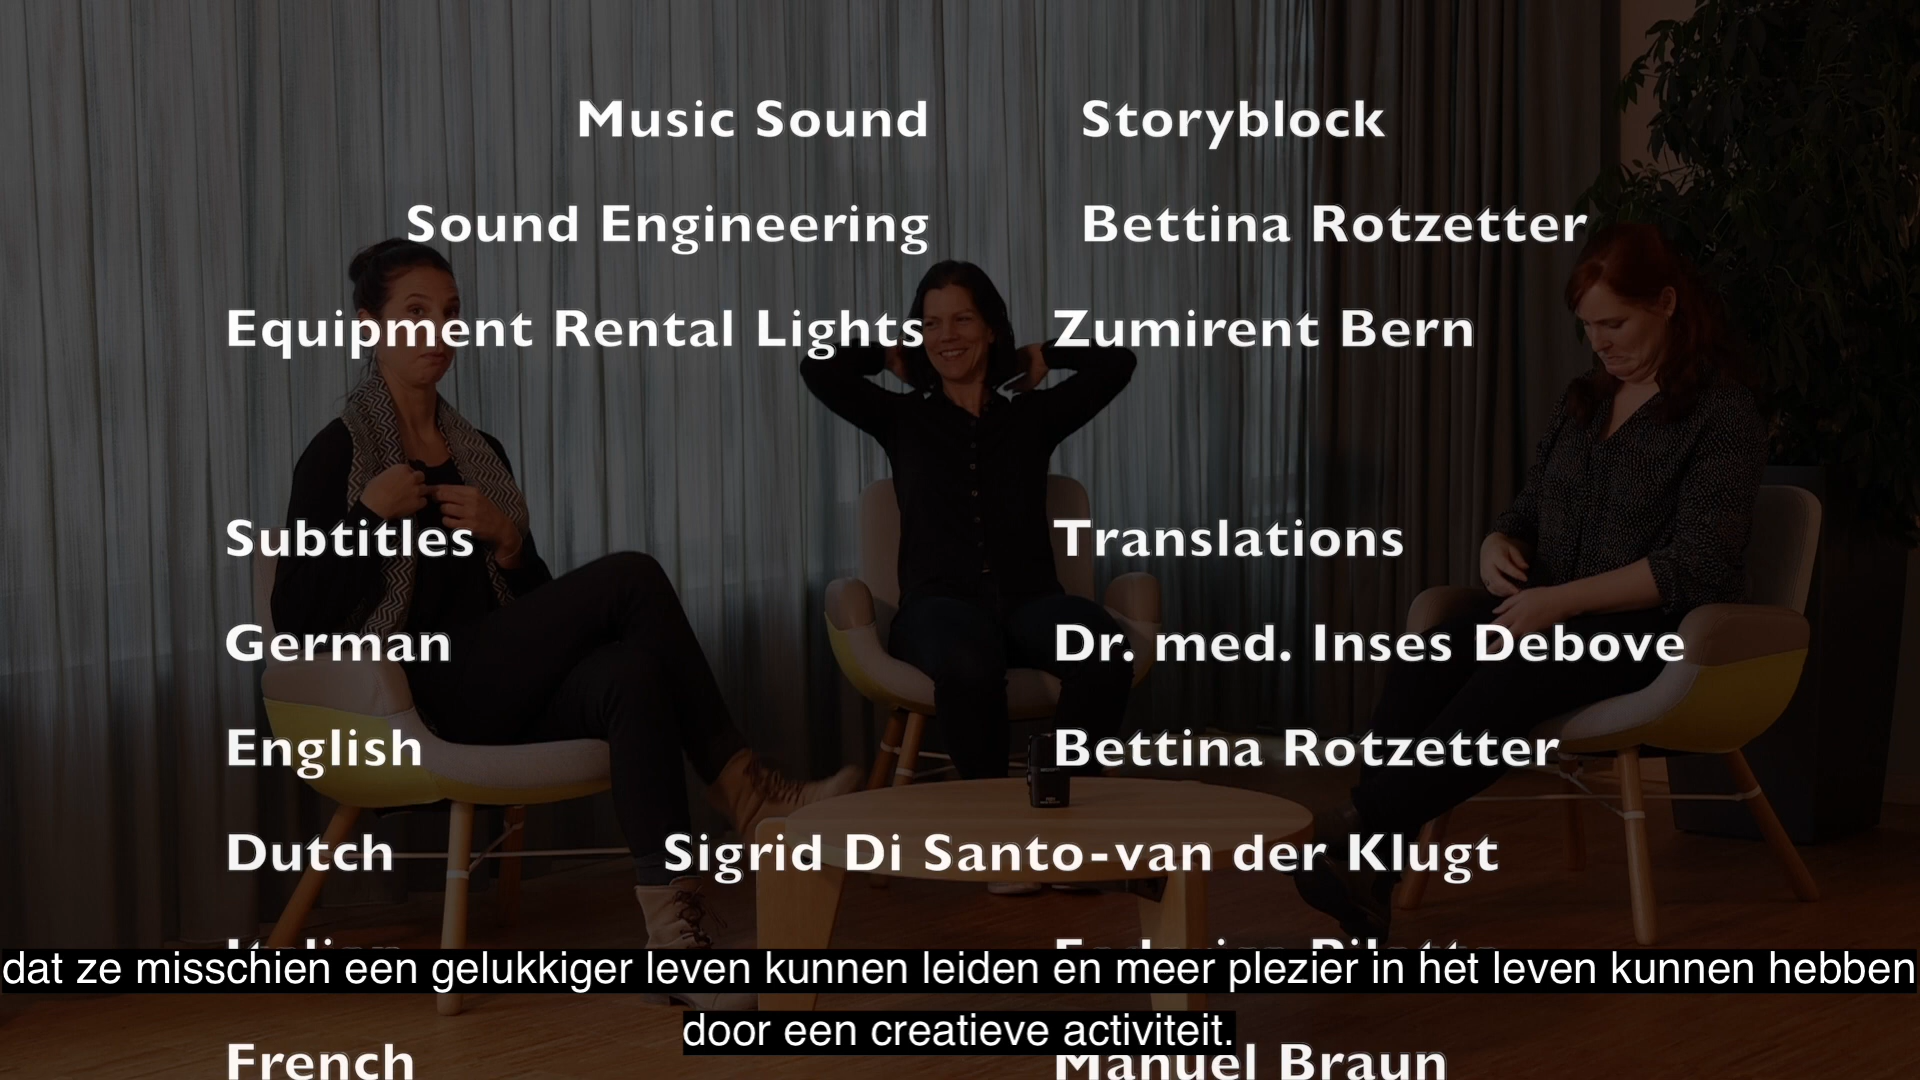 Music Sound Storyblock
Sound Engineering Bettina Rotzetter
Equipment Rental Lights Zumirent Bern
Subtitles Translations
German Dr. med. Inses Debove
English Bettina Rotzetter
Dutch Sigrid Di Santo-van der Klugt
Italian
dat ze misschien een gelukkiger leven kunnen leiden en meer plezier in het leven kunnen hebben
door een creatieve activiteit.
French Manuel Braun